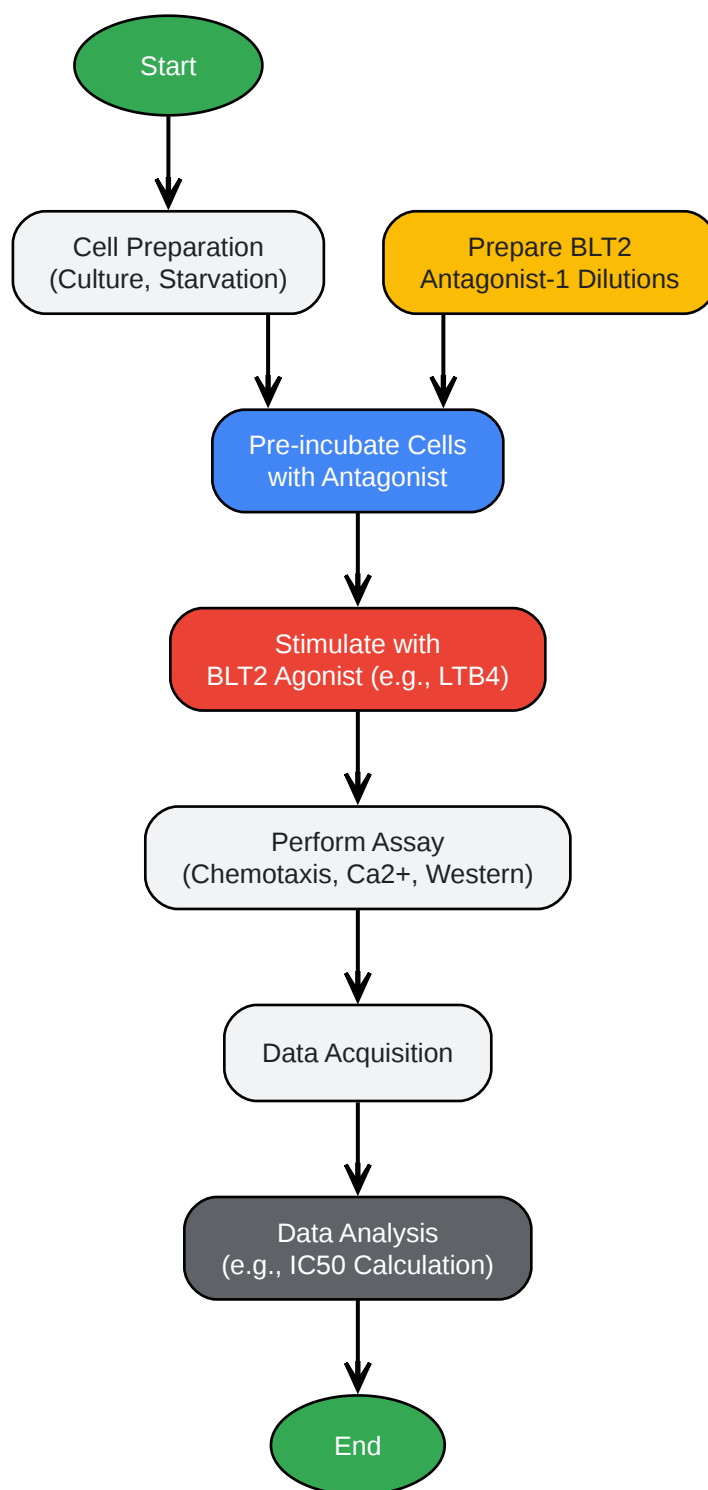 Start
Cell Preparation
(Culture, Starvation)
Prepare BLT2
Antagonist-1 Dilutions
Pre-incubate Cells
with Antagonist
Stimulate with
BLT2 Agonist (e.g., LTB4)
Perform Assay
(Chemotaxis, Ca2+, Western)
Data Acquisition
Data Analysis
(e.g., IC50 Calculation)
End